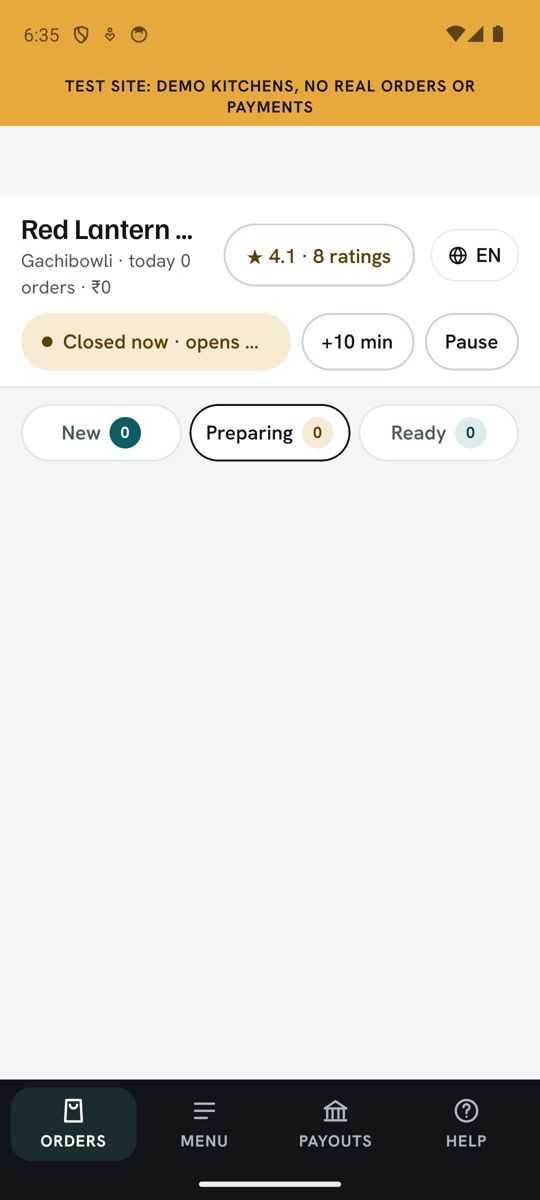 6:35
TEST SITE: DEMO KITCHENS, NO REAL ORDERS OR
PAYMENTS
Red Lantern ...
Gachibowli · today 0
orders · ₹0
★ 4.1 · 8 ratings
EN
Closed now · opens ...
+10 min
Pause
New 0
Preparing 0
Ready 0
ORDERS
MENU
PAYOUTS
HELP